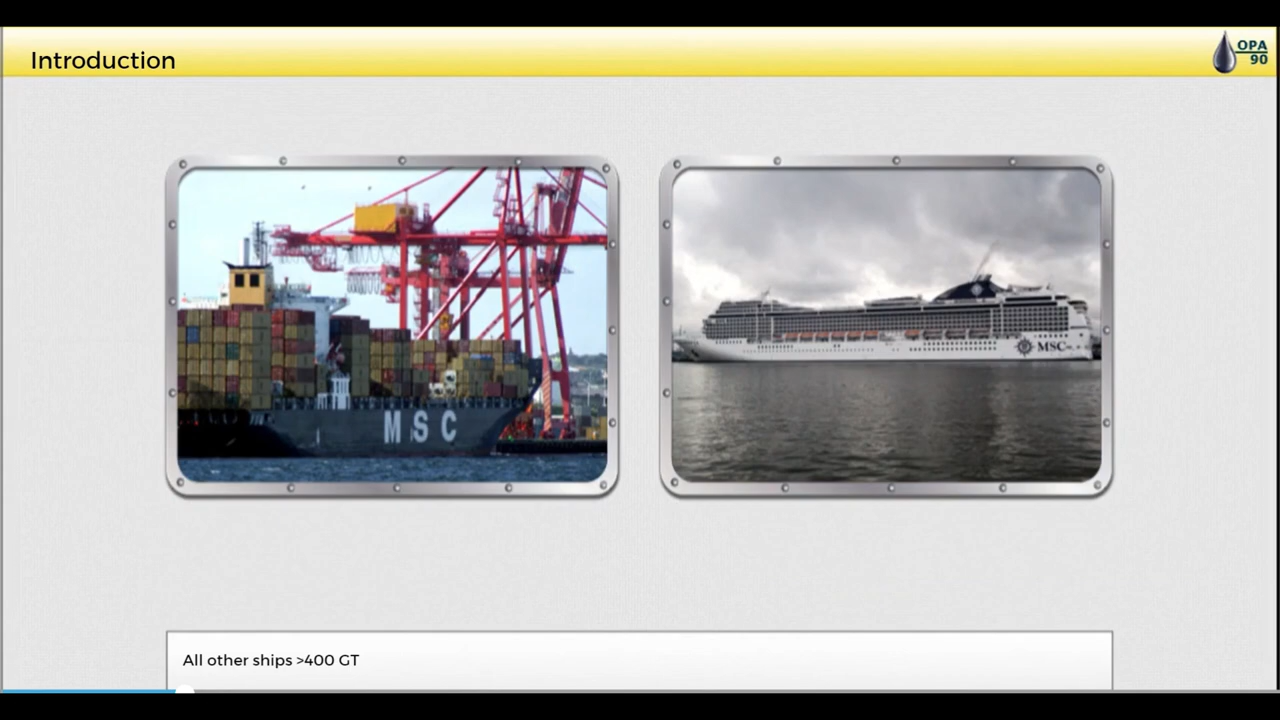 Introduction
OPA
90
MSC
MSC
All other ships >400 GT